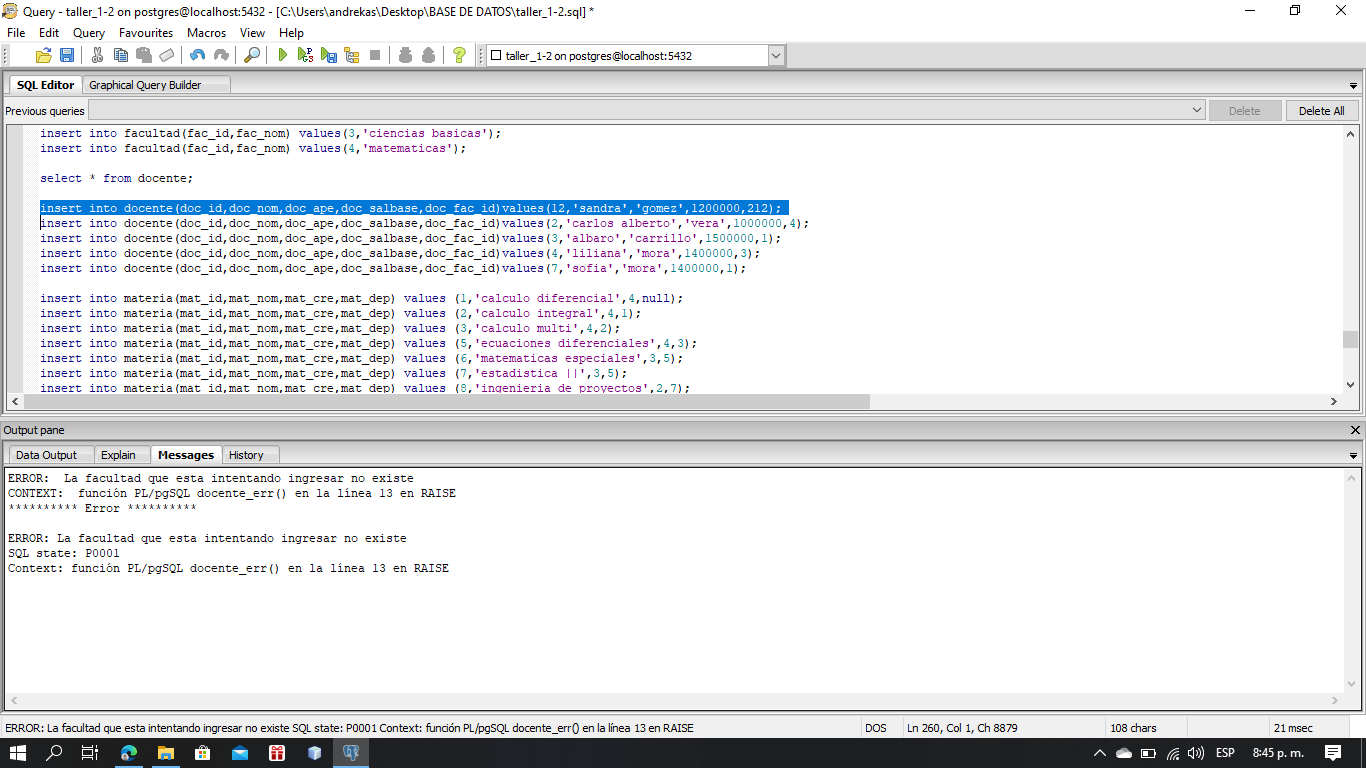 Query - taller_1-2 on postgres@localhost:5432 - [C:\Users\andrekas\Desktop\BASE DE DATOS\taller_1-2.sql] *
File Edit Query Favourites Macros View Help
taller_1-2 on postgres@localhost:5432
SQL Editor Graphical Query Builder
Previous queries Delete Delete All
insert into facultad(fac_id,fac_nom) values(3,'ciencias basicas');
insert into facultad(fac_id,fac_nom) values(4,'matematicas');
select * from docente;
insert into docente(doc_id,doc_nom,doc_ape,doc_salbase,doc_fac_id)values(12,'sandra','gomez',1200000,212);
insert into docente(doc_id,doc_nom,doc_ape,doc_salbase,doc_fac_id)values(2,'carlos alberto','vera',1000000,4);
insert into docente(doc_id,doc_nom,doc_ape,doc_salbase,doc_fac_id)values(3,'albaro','carrillo',1500000,1);
insert into docente(doc_id,doc_nom,doc_ape,doc_salbase,doc_fac_id)values(4,'liliana','mora',1400000,3);
insert into docente(doc_id,doc_nom,doc_ape,doc_salbase,doc_fac_id)values(7,'sofia','mora',1400000,1);
insert into materia(mat_id,mat_nom,mat_cre,mat_dep) values (1,'calculo diferencial',4,null);
insert into materia(mat_id,mat_nom,mat_cre,mat_dep) values (2,'calculo integral',4,1);
insert into materia(mat_id,mat_nom,mat_cre,mat_dep) values (3,'calculo multi',4,2);
insert into materia(mat_id,mat_nom,mat_cre,mat_dep) values (5,'ecuaciones diferenciales',4,3);
insert into materia(mat_id,mat_nom,mat_cre,mat_dep) values (6,'matematicas especiales',3,5);
insert into materia(mat_id,mat_nom,mat_cre,mat_dep) values (7,'estadistica ||',3,5);
insert into materia(mat_id,mat_nom,mat_cre,mat_dep) values (8,'ingenieria de proyectos',2,7);
Output pane
Data Output Explain Messages History
ERROR:  La facultad que esta intentando ingresar no existe
CONTEXT:  función PL/pgSQL docente_err() en la línea 13 en RAISE
********** Error **********
ERROR: La facultad que esta intentando ingresar no existe
SQL state: P0001
Context: función PL/pgSQL docente_err() en la línea 13 en RAISE
ERROR: La facultad que esta intentando ingresar no existe SQL state: P0001 Context: función PL/pgSQL docente_err() en la línea 13 en RAISE DOS Ln 260, Col 1, Ch 8879 108 chars 21 msec
ESP 8:45 p. m.